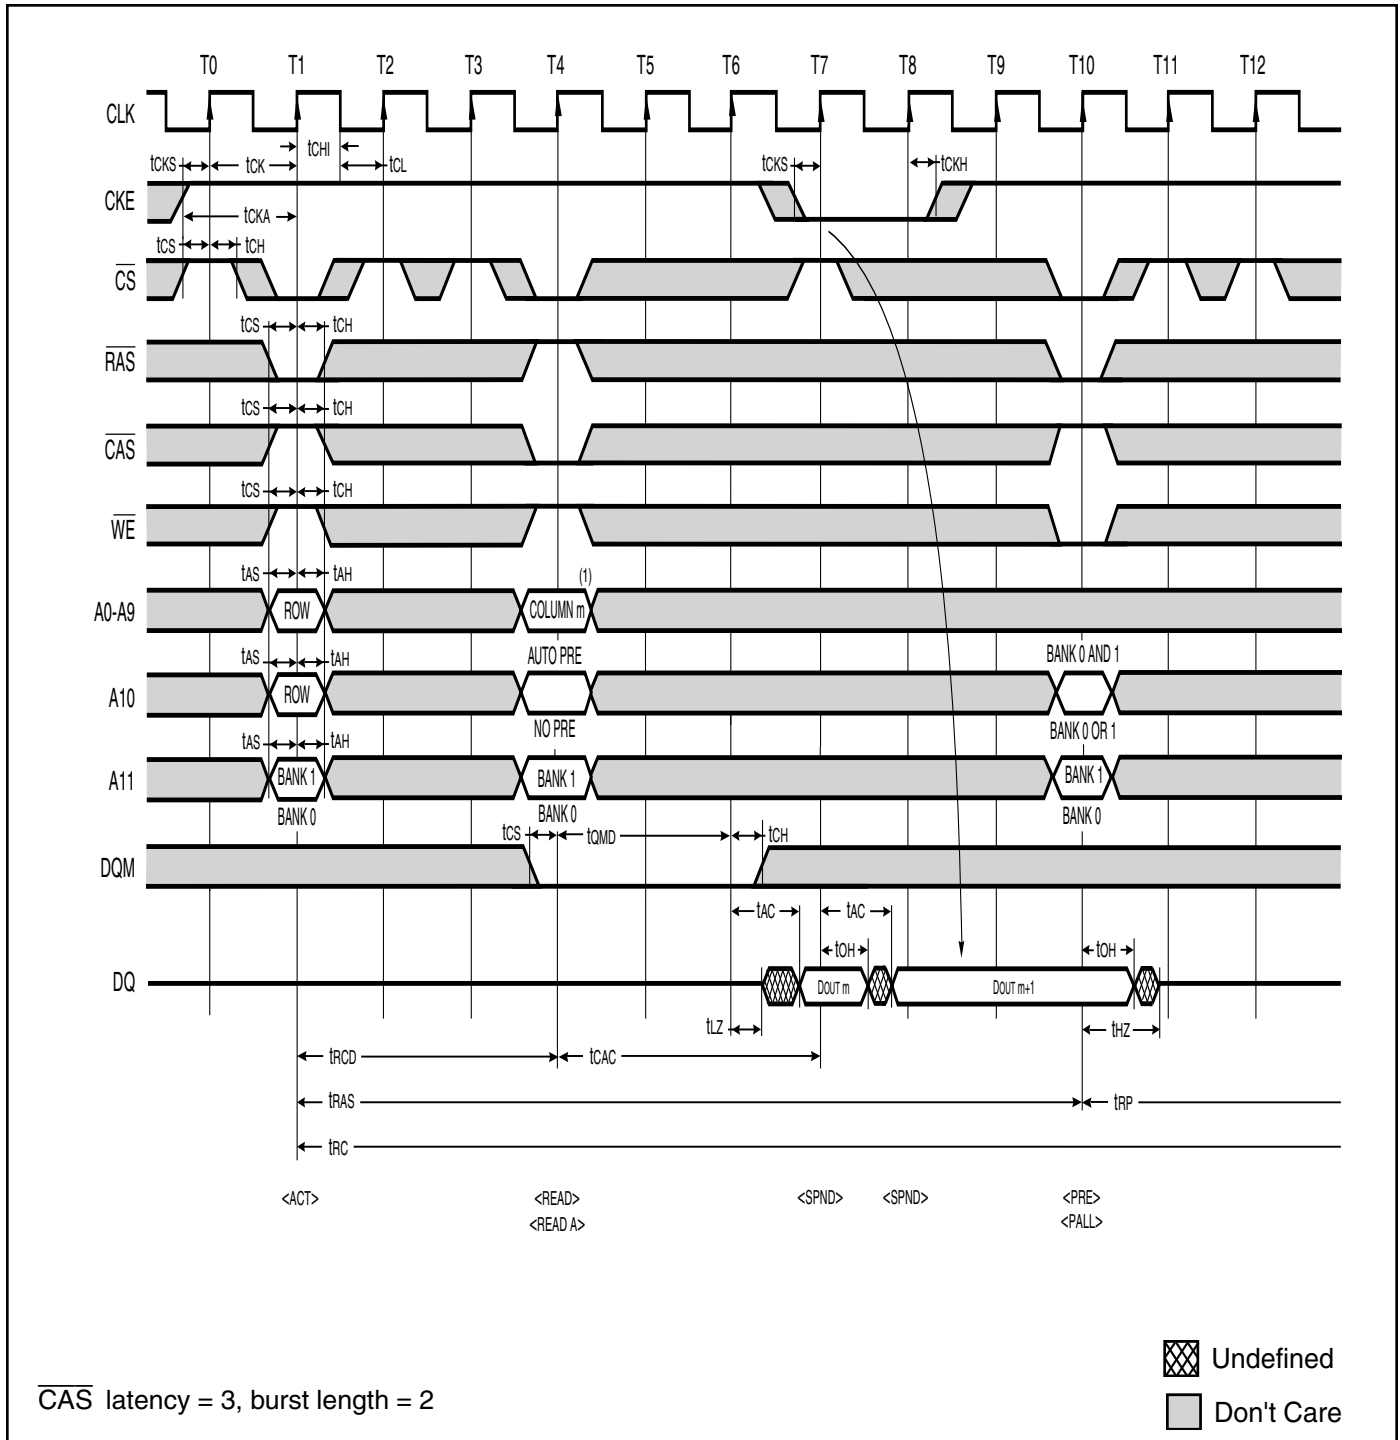 T0 T1 T2 T3 T4 T5 T6 T7 T8 T9 T10 T11 T12
CLK
tCHI
tCKS tCK tCL tCKS tCKH
CKE
tCKA
tCS tCH
CS
tCS tCH
RAS
tCS tCH
CAS
tCS tCH
WE
tAS tAH (1)
A0-A9 ROW COLUMN m
tAS tAH AUTO PRE BANK 0 AND 1
A10 ROW
NO PRE BANK 0 OR 1
tAS tAH
A11 BANK 1 BANK 1 BANK 1
BANK 0 BANK 0 BANK 0
tCS tQMD tCH
DQM
tAC tAC
tOH tOH
DQ DOUT m DOUT m+1
tLZ tHZ
tRCD tCAC
tRAS tRP
tRC
<ACT> <READ> <SPND> <SPND> <PRE>
<READ A> <PALL>
Undefined
CAS latency = 3, burst length = 2
Don't Care